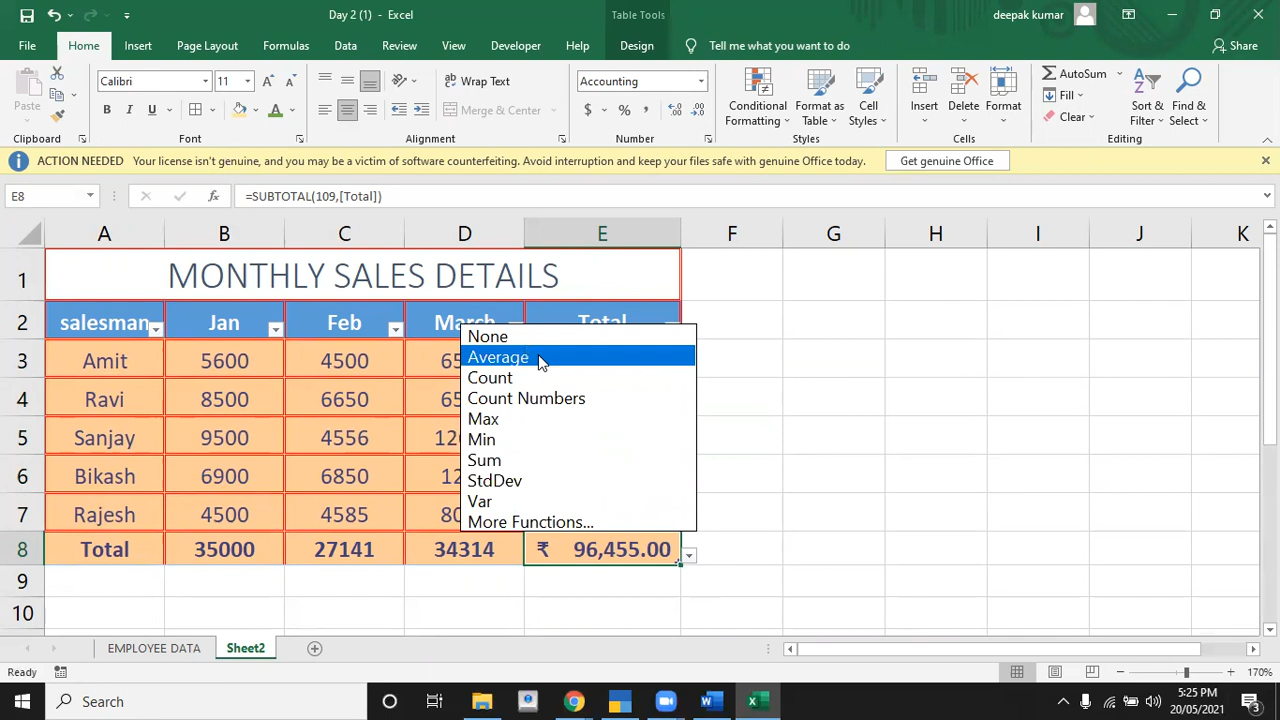 Day 2 (1) - Excel
Table Tools
deepak kumar
File Home Insert Page Layout Formulas Data Review View Developer Help Design Tell me what you want to do Share
Paste
Calibri 11
B I U
Wrap Text
Merge & Center
Accounting
$ % ,
Conditional Formatting
Format as Table
Cell Styles
Insert Delete Format
AutoSum
Fill
Clear
Sort & Filter
Find & Select
Clipboard Font Alignment Number Styles Cells Editing
ACTION NEEDED Your license isn't genuine, and you may be a victim of software counterfeiting. Avoid interruption and keep your files safe with genuine Office today. Get genuine Office
E8 fx =SUBTOTAL(109,[Total])
A B C D E F G H I J K
1 MONTHLY SALES DETAILS
2 salesman Jan Feb March Total
3 Amit 5600 4500
4 Ravi 8500 6650
5 Sanjay 9500 4556
6 Bikash 6900 6850
7 Rajesh 4500 4585
8 Total 35000 27141 34314 ₹ 96,455.00
9
10
None
Average
Count
Count Numbers
Max
Min
Sum
StdDev
Var
More Functions...
EMPLOYEE DATA Sheet2
Ready 170%
Search
5:25 PM
20/05/2021
3